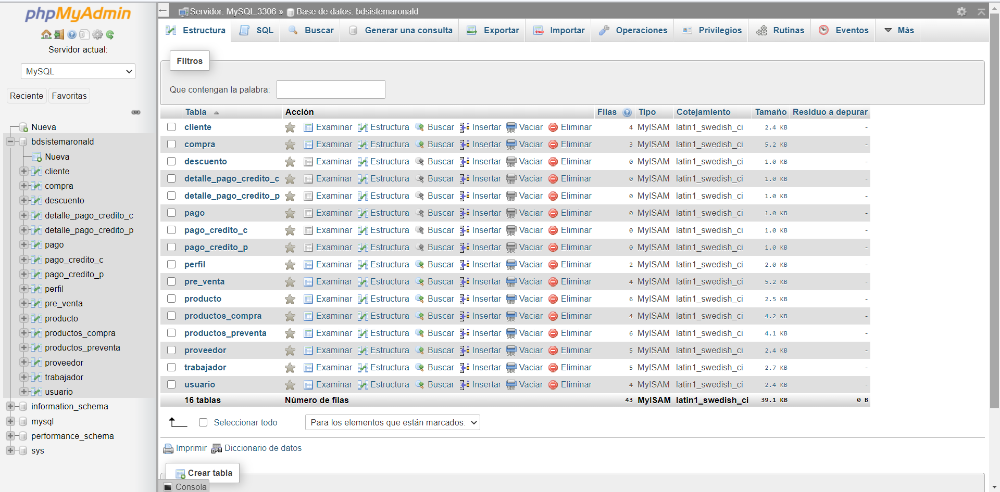 phpMyAdmin
Servidor actual:
MySQL
Reciente Favoritas
Nueva
bdsistemaronald
Nueva
cliente
compra
descuento
detalle_pago_credito_c
detalle_pago_credito_p
pago
pago_credito_c
pago_credito_p
perfil
pre_venta
producto
productos_compra
productos_preventa
proveedor
trabajador
usuario
information_schema
mysql
performance_schema
sys
Servidor: MySQL:3306 » Base de datos: bdsistemaronald
Estructura SQL Buscar Generar una consulta Exportar Importar Operaciones Privilegios Rutinas Eventos Más
Filtros
Que contengan la palabra:
Tabla Acción Filas Tipo Cotejamiento Tamaño Residuo a depurar
cliente Examinar Estructura Buscar Insertar Vaciar Eliminar 4 MyISAM latin1_swedish_ci 2.4 KB -
compra Examinar Estructura Buscar Insertar Vaciar Eliminar 3 MyISAM latin1_swedish_ci 5.2 KB -
descuento Examinar Estructura Buscar Insertar Vaciar Eliminar 0 MyISAM latin1_swedish_ci 1.0 KB -
detalle_pago_credito_c Examinar Estructura Buscar Insertar Vaciar Eliminar 0 MyISAM latin1_swedish_ci 1.0 KB -
detalle_pago_credito_p Examinar Estructura Buscar Insertar Vaciar Eliminar 0 MyISAM latin1_swedish_ci 1.0 KB -
pago Examinar Estructura Buscar Insertar Vaciar Eliminar 0 MyISAM latin1_swedish_ci 1.0 KB -
pago_credito_c Examinar Estructura Buscar Insertar Vaciar Eliminar 0 MyISAM latin1_swedish_ci 1.0 KB -
pago_credito_p Examinar Estructura Buscar Insertar Vaciar Eliminar 0 MyISAM latin1_swedish_ci 1.0 KB -
perfil Examinar Estructura Buscar Insertar Vaciar Eliminar 2 MyISAM latin1_swedish_ci 2.0 KB -
pre_venta Examinar Estructura Buscar Insertar Vaciar Eliminar 4 MyISAM latin1_swedish_ci 5.2 KB -
producto Examinar Estructura Buscar Insertar Vaciar Eliminar 6 MyISAM latin1_swedish_ci 2.5 KB -
productos_compra Examinar Estructura Buscar Insertar Vaciar Eliminar 4 MyISAM latin1_swedish_ci 4.2 KB -
productos_preventa Examinar Estructura Buscar Insertar Vaciar Eliminar 6 MyISAM latin1_swedish_ci 4.1 KB -
proveedor Examinar Estructura Buscar Insertar Vaciar Eliminar 5 MyISAM latin1_swedish_ci 2.4 KB -
trabajador Examinar Estructura Buscar Insertar Vaciar Eliminar 5 MyISAM latin1_swedish_ci 2.7 KB -
usuario Examinar Estructura Buscar Insertar Vaciar Eliminar 4 MyISAM latin1_swedish_ci 2.4 KB -
16 tablas Número de filas 43 MyISAM latin1_swedish_ci 39.1 KB 0 B
Seleccionar todo Para los elementos que están marcados:
Imprimir Diccionario de datos
Crear tabla
Consola